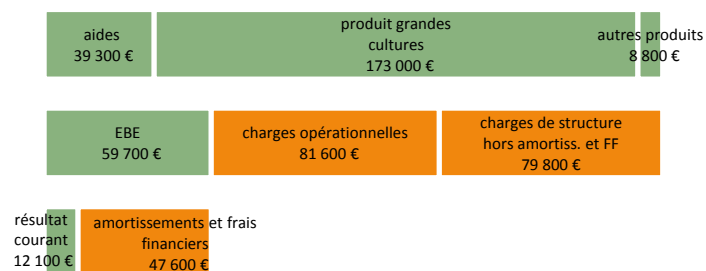 aides
39 300 €
produit grandes
cultures
173 000 €
autres produits
8 800 €
EBE
59 700 €
charges opérationnelles
81 600 €
charges de structure
hors amortiss. et FF
79 800 €
résultat
courant
12 100 €
amortissements et frais
financiers
47 600 €